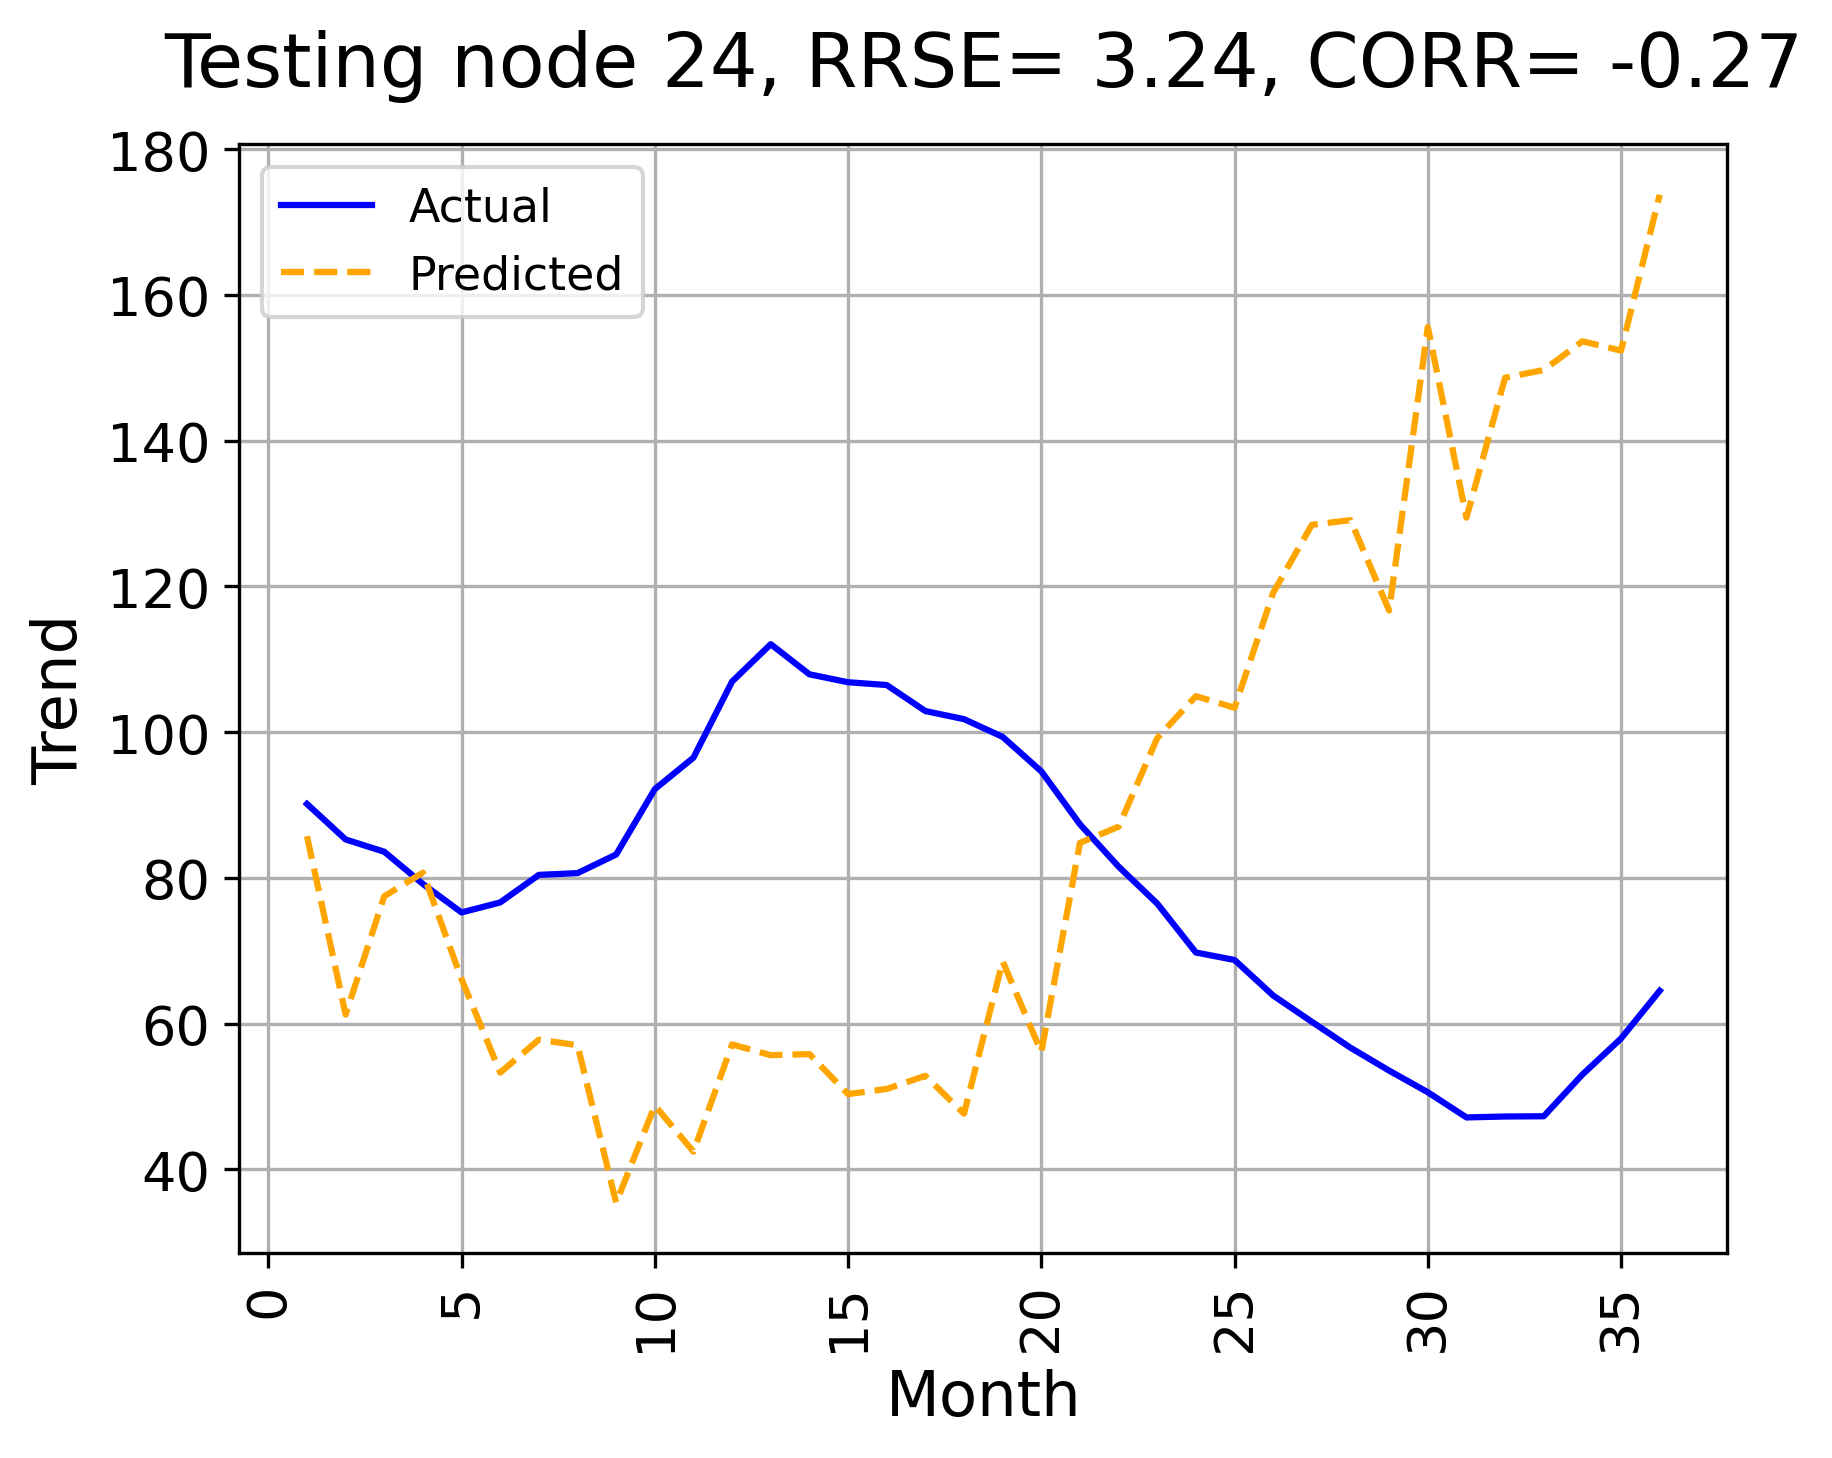 Testing node 24, RRSE= 3.24, CORR= -0.27
180
160
140
120
100
80
60
40
Trend
Actual
Predicted
0 5 10 15 20 25 30 35
Month